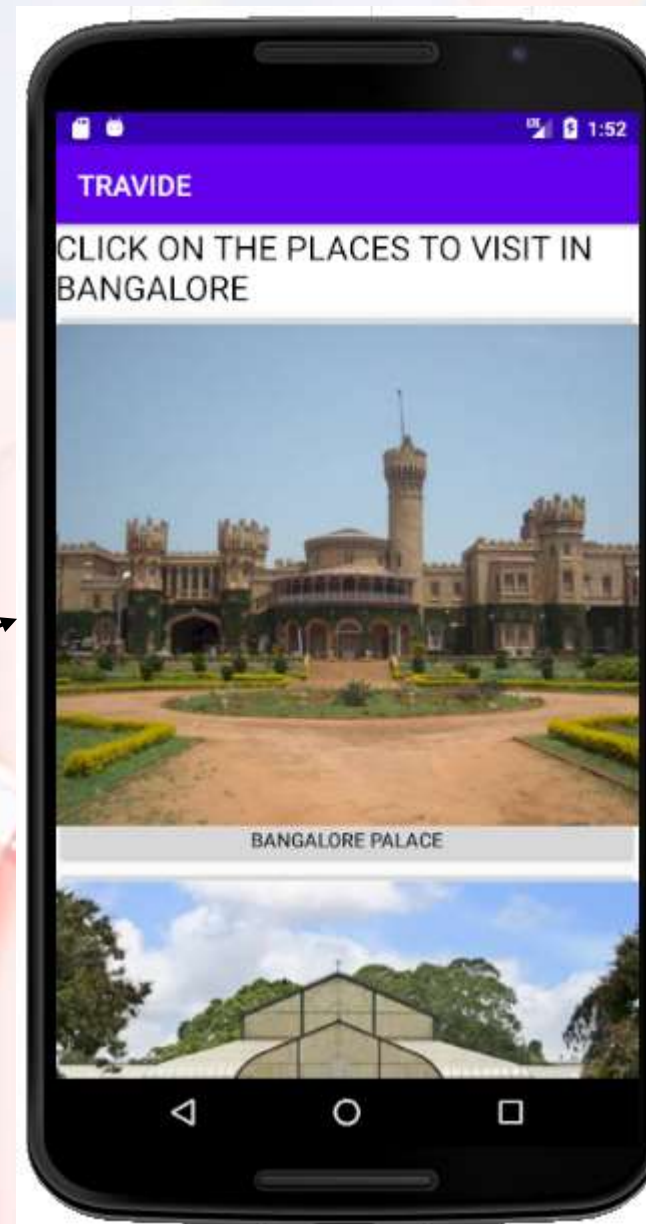 1:52
TRAVIDE
CLICK ON THE PLACES TO VISIT IN
BANGALORE
BANGALORE PALACE